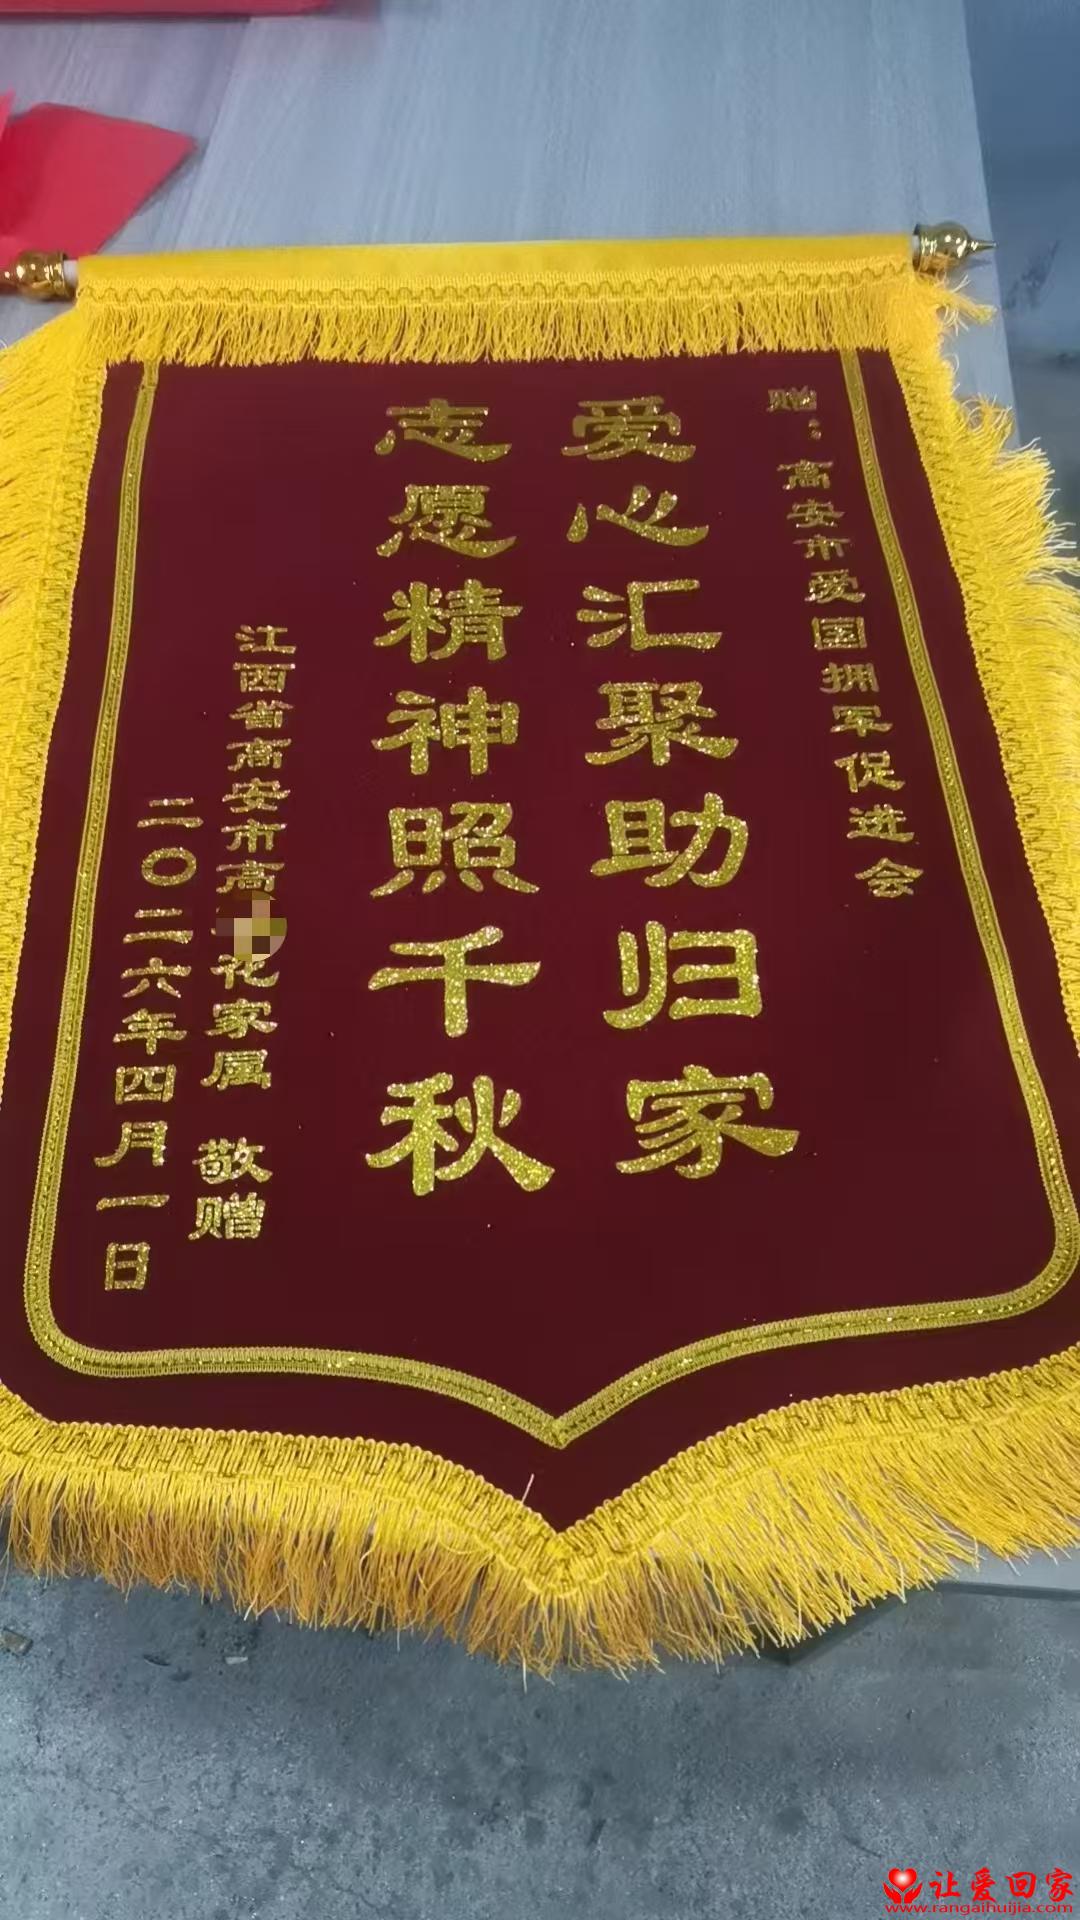 赠：高安市爱国拥军促进会
爱心汇聚助归家
志愿精神照千秋
江西省高安市高花家属 敬赠
二〇二六年四月一日
让爱回家
www.rangaihuijia.com